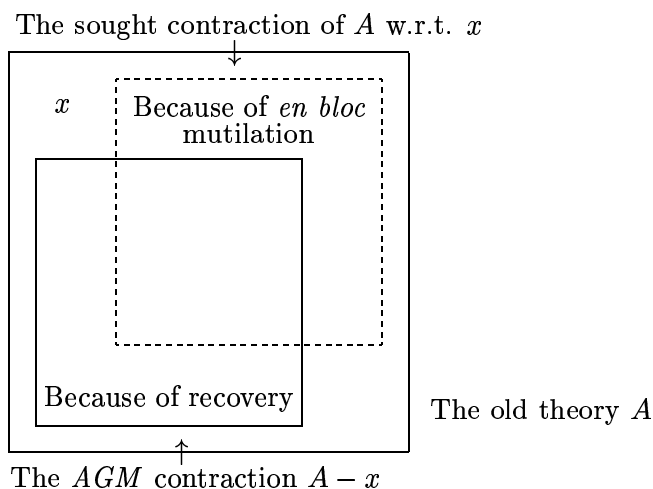 The sought contraction of A w.r.t. x
x
Because of en bloc
mutilation
Because of recovery
The old theory A
The AGM contraction A − x